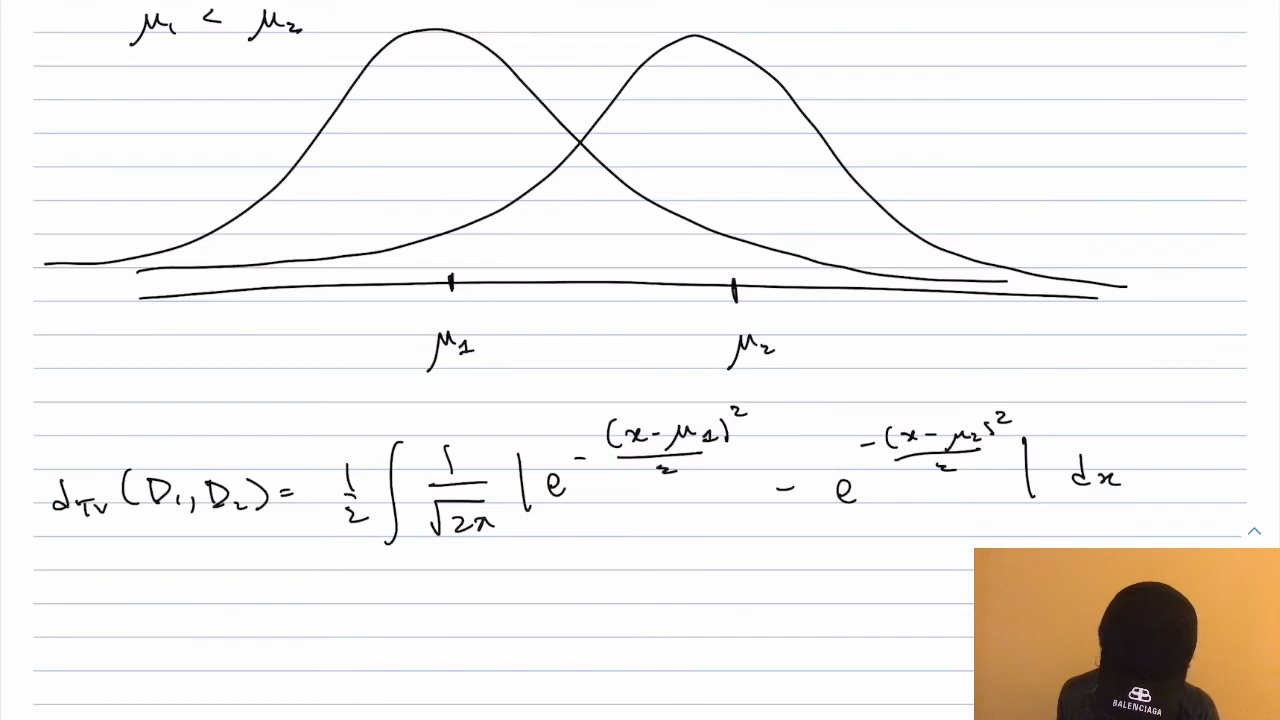 μ₁ < μ₂
μ₁ μ₂
d_TV (D₁, D₂) = 1/2 ∫ 1/√2π | e^{-(x-μ₁)²/2} - e^{-(x-μ₂)²/2} | dx
BALENCIAGA